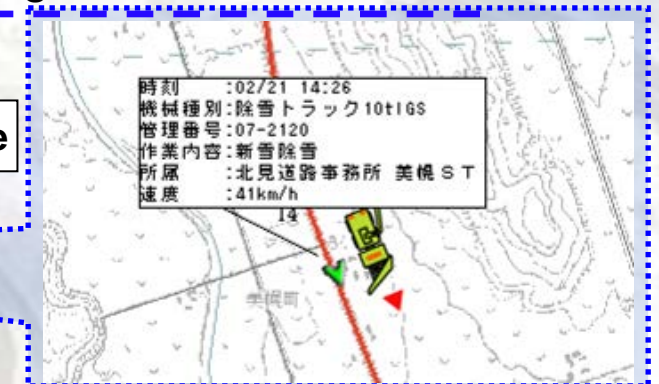 e
時刻　　:02/21 14:26
機械種別:除雪トラック10tIGS
管理番号:07-2120
作業内容:新雪除雪
所属　　:北見道路事務所 美幌ＳＴ
速度　　:41km/h
14
美幌町